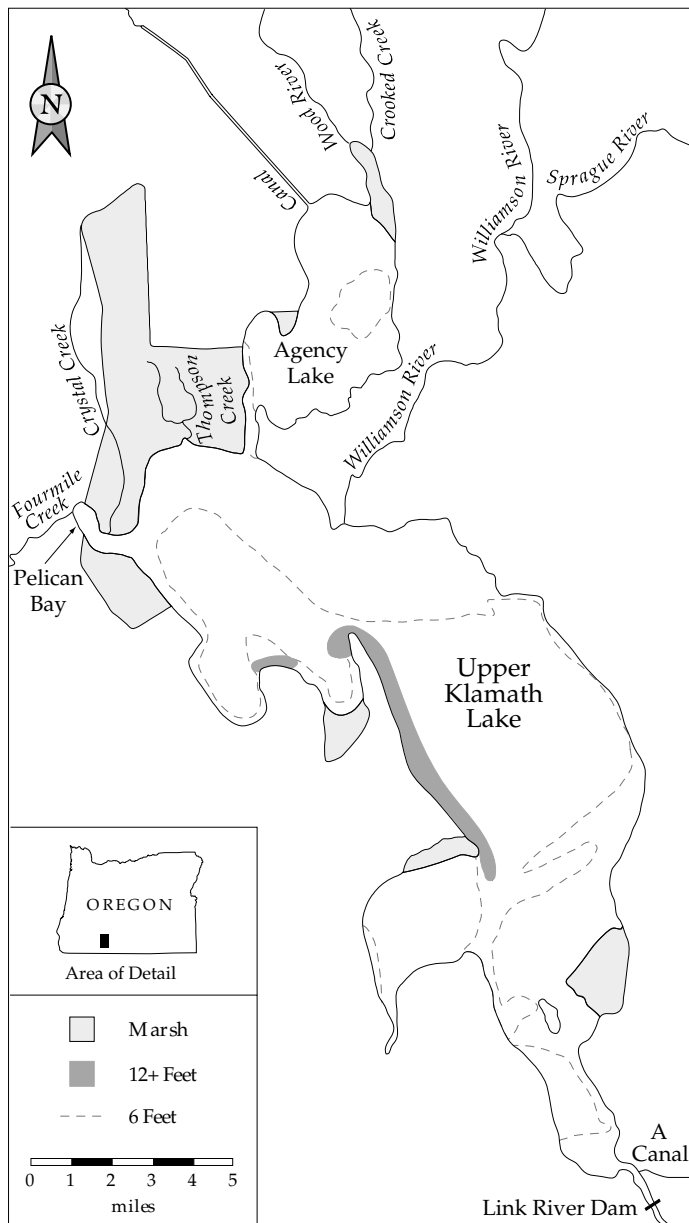 N
Wood River
Crooked Creek
Canal
Williamson River
Sprague River
Crystal Creek
Thompson
Creek
Agency
Lake
Williamson River
Fourmile
Creek
Pelican
Bay
Upper
Klamath
Lake
OREGON
Area of Detail
Marsh
12+ Feet
6 Feet
0 1 2 3 4 5
miles
A
Canal
Link River Dam